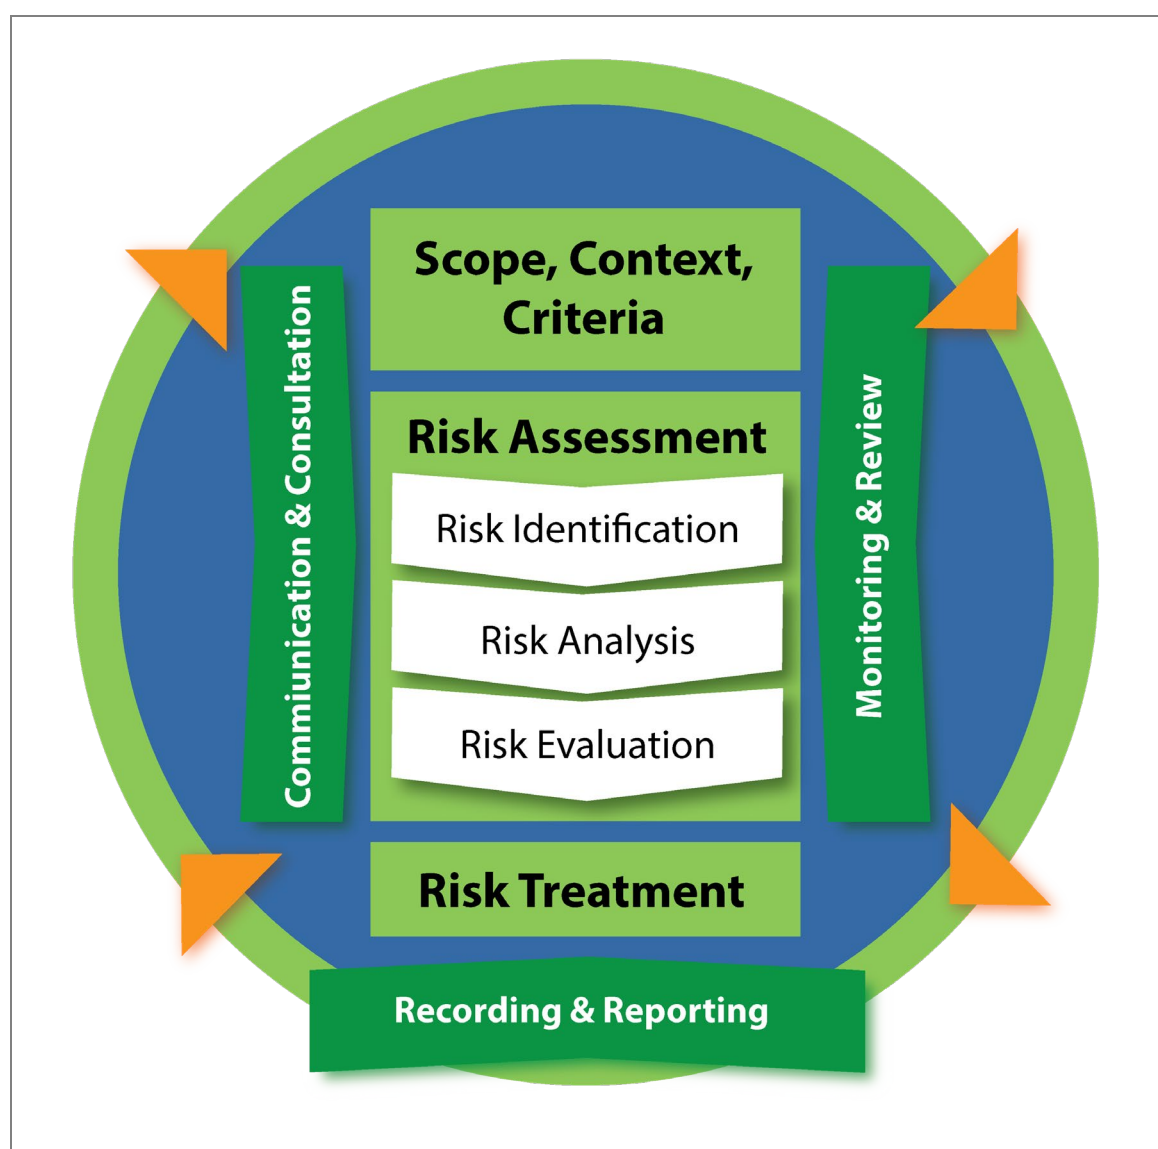 Scope, Context,
Criteria
Risk Assessment
Risk Identification
Risk Analysis
Risk Evaluation
Risk Treatment
Commiunication & Consultation
Monitoring & Review
Recording & Reporting